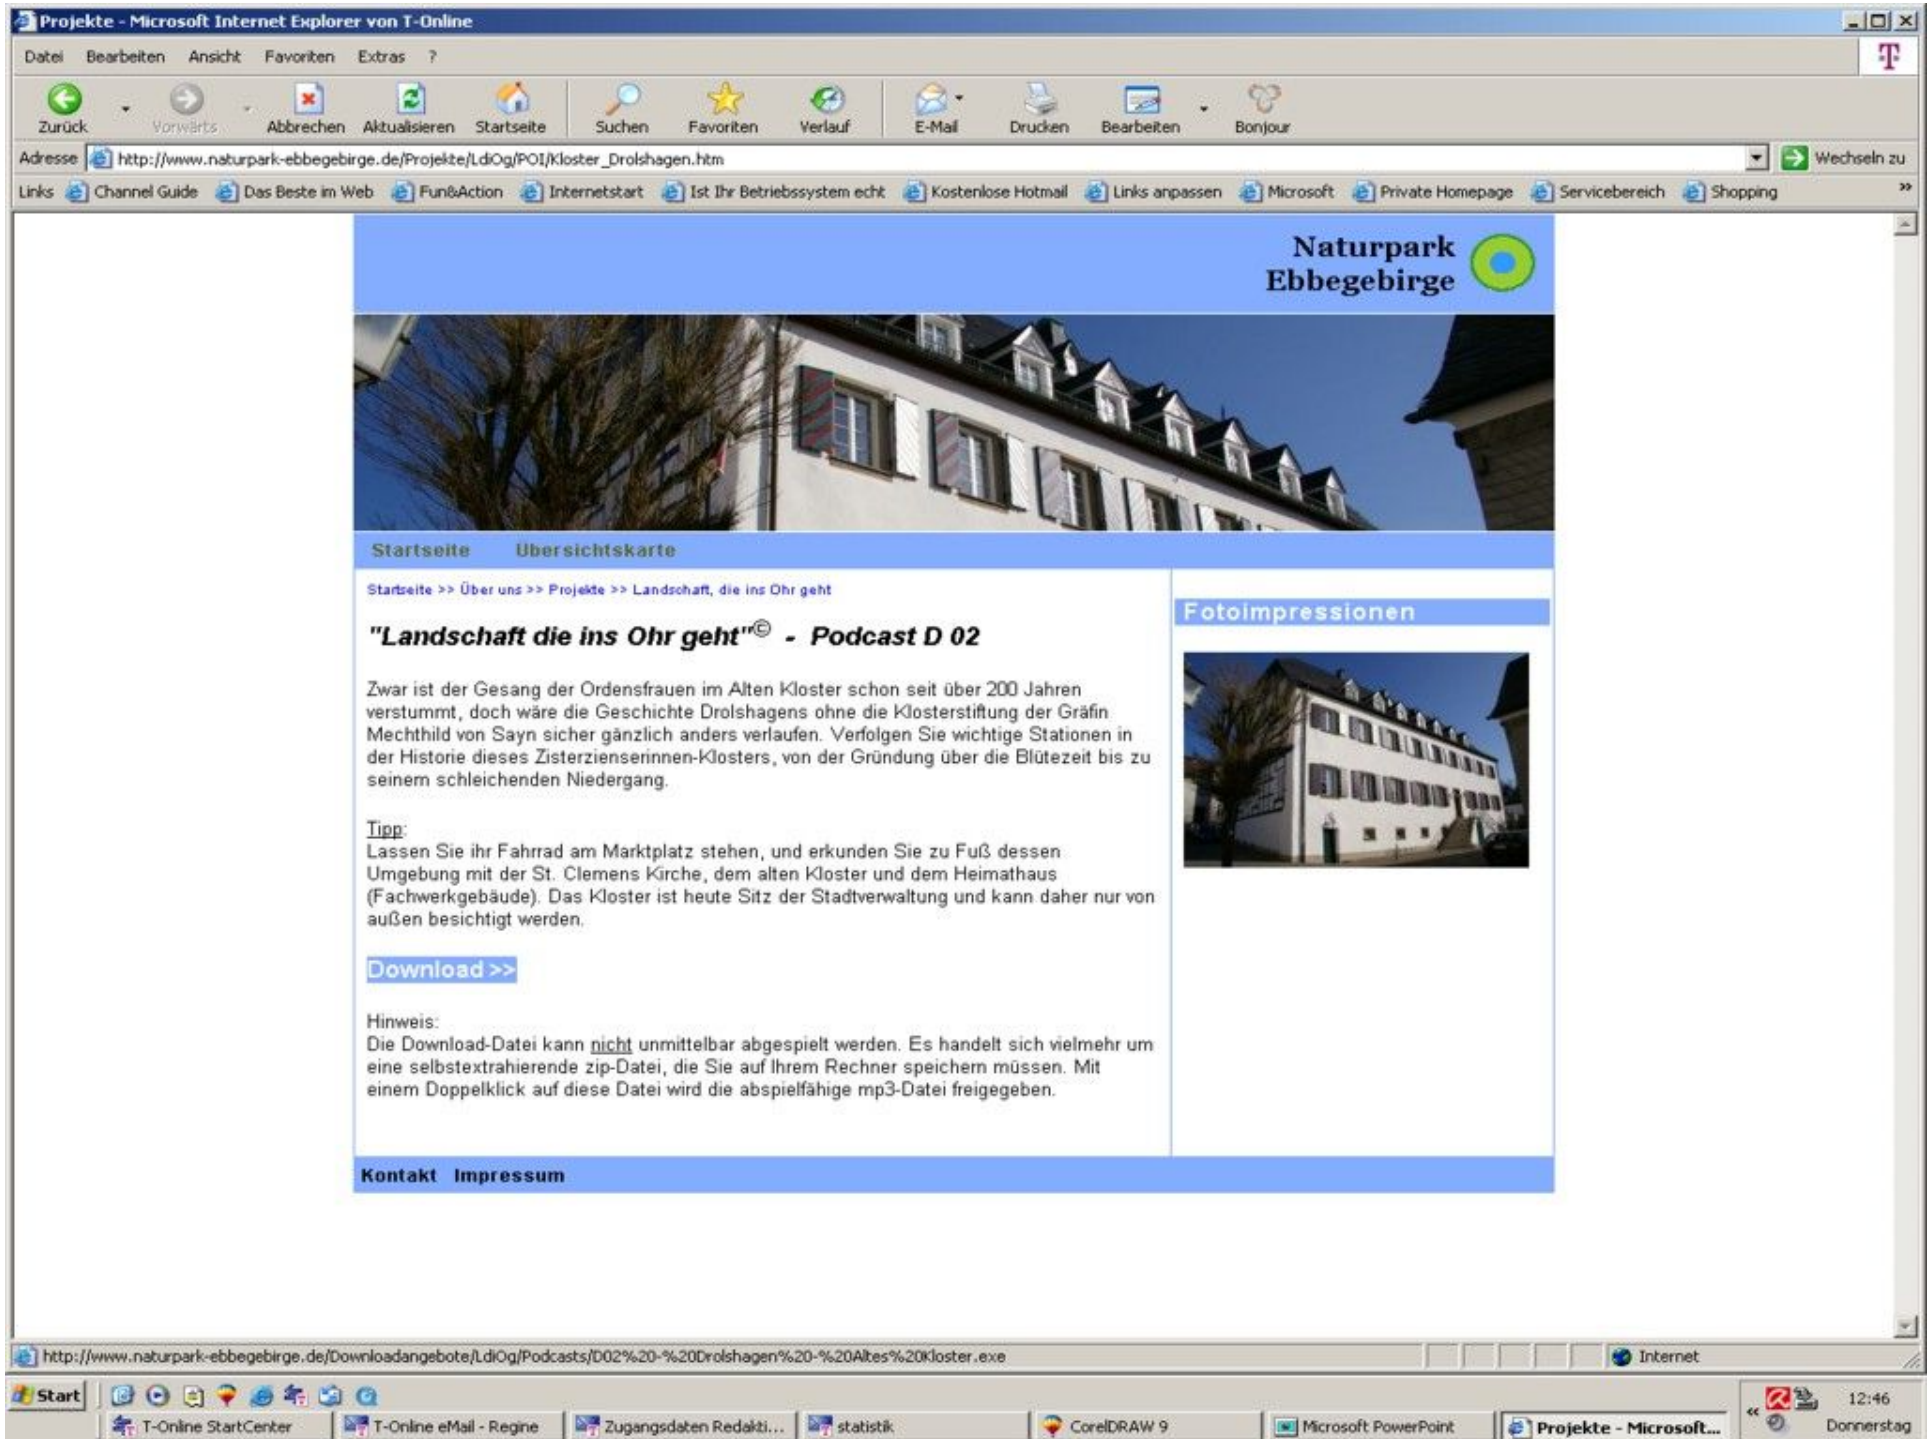 Projekte - Microsoft Internet Explorer von T-Online
Datei Bearbeiten Ansicht Favoriten Extras ?
Zurück Vorwärts Abbrechen Aktualisieren Startseite Suchen Favoriten Verlauf E-Mail Drucken Bearbeiten Bonjour
Adresse http://www.naturpark-ebbegebirge.de/Projekte/LdiOg/POI/Kloster_Drolshagen.htm Wechseln zu
Links Channel Guide Das Beste im Web Fun&Action Internetstart Ist Ihr Betriebssystem echt Kostenlose Hotmail Links anpassen Microsoft Private Homepage Servicebereich Shopping »
Naturpark
Ebbegebirge
Startseite Übersichtskarte
Startseite >> Über uns >> Projekte >> Landschaft, die ins Ohr geht
"Landschaft die ins Ohr geht"© - Podcast D 02
Zwar ist der Gesang der Ordensfrauen im Alten Kloster schon seit über 200 Jahren
verstummt, doch wäre die Geschichte Drolshagens ohne die Klosterstiftung der Gräfin
Mechthild von Sayn sicher gänzlich anders verlaufen. Verfolgen Sie wichtige Stationen in
der Historie dieses Zisterzienserinnen-Klosters, von der Gründung über die Blütezeit bis zu
seinem schleichenden Niedergang.
Tipp:
Lassen Sie ihr Fahrrad am Marktplatz stehen, und erkunden Sie zu Fuß dessen
Umgebung mit der St. Clemens Kirche, dem alten Kloster und dem Heimathaus
(Fachwerkgebäude). Das Kloster ist heute Sitz der Stadtverwaltung und kann daher nur von
außen besichtigt werden.
Download >>
Hinweis:
Die Download-Datei kann nicht unmittelbar abgespielt werden. Es handelt sich vielmehr um
eine selbstextrahierende zip-Datei, die Sie auf Ihrem Rechner speichern müssen. Mit
einem Doppelklick auf diese Datei wird die abspielfähige mp3-Datei freigegeben.
Fotoimpressionen
Kontakt Impressum
http://www.naturpark-ebbegebirge.de/Downloadangebote/LdiOg/Podcasts/D02%20-%20Drolshagen%20-%20Altes%20Kloster.exe Internet
Start « 12:46
T-Online StartCenter T-Online eMail - Regine Zugangsdaten Redakti... statistik CorelDRAW 9 Microsoft PowerPoint Projekte - Microsoft... Donnerstag